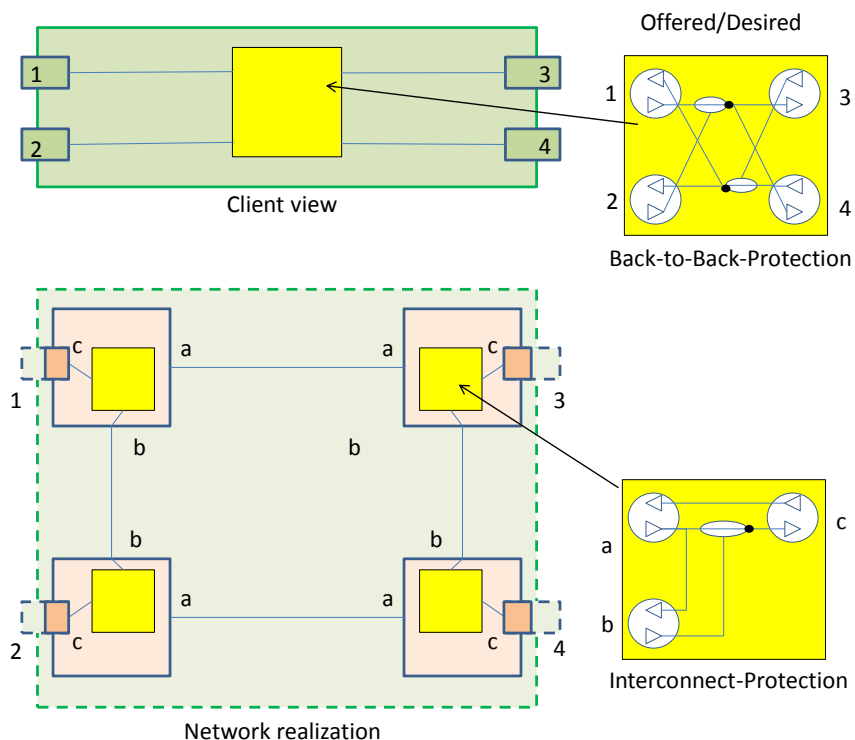 Offered/Desired
1
3
1
3
2
4
2
4
Client view
Back-to-Back-Protection
c
a
a
c
1
3
b
b
b
b
c
a
a
b
2
c
a
a
c
4
Interconnect-Protection
Network realization